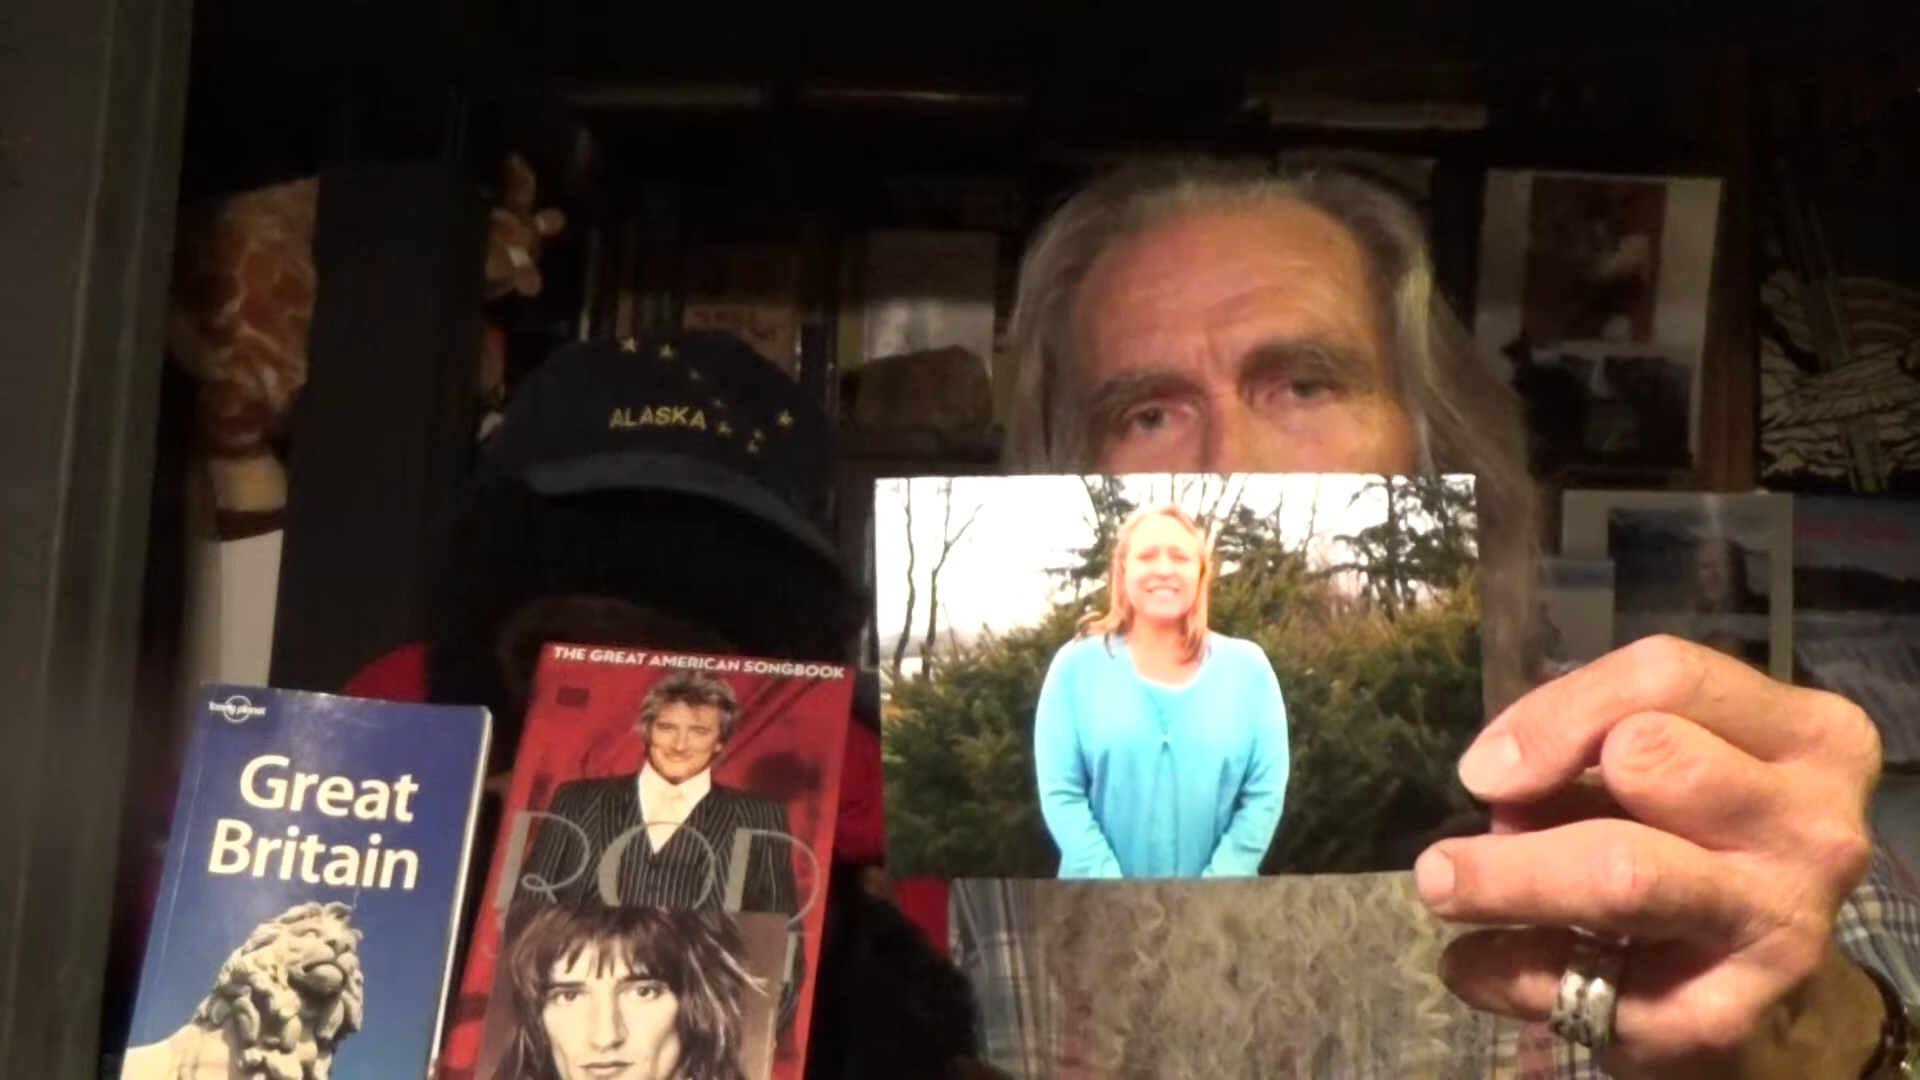 ALASKA
THE GREAT AMERICAN SONGBOOK
lonely planet
Great
Britain
ROD